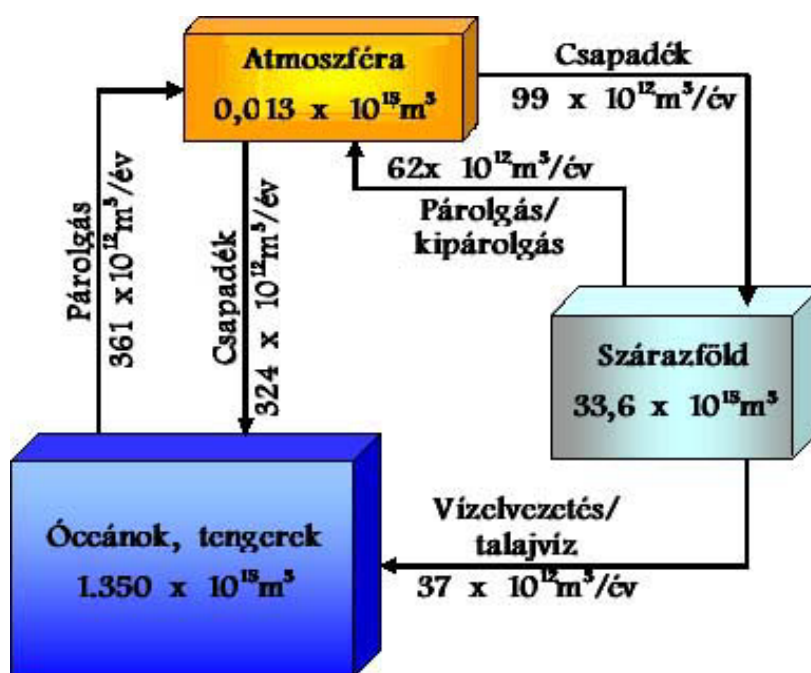 Atmoszféra
0,013 x 10¹⁵m³
Csapadék
99 x 10¹²m³/év
62x 10¹²m³/év
Párolgás/
kipárolgás
Párolgás
361 x10¹²m³/év
Csapadék
324 x 10¹²m³/év
Szárazföld
33,6 x 10¹⁵m³
Óceánok, tengerek
1.350 x 10¹⁵m³
Vízelvezetés/
talajvíz
37 x 10¹²m³/év